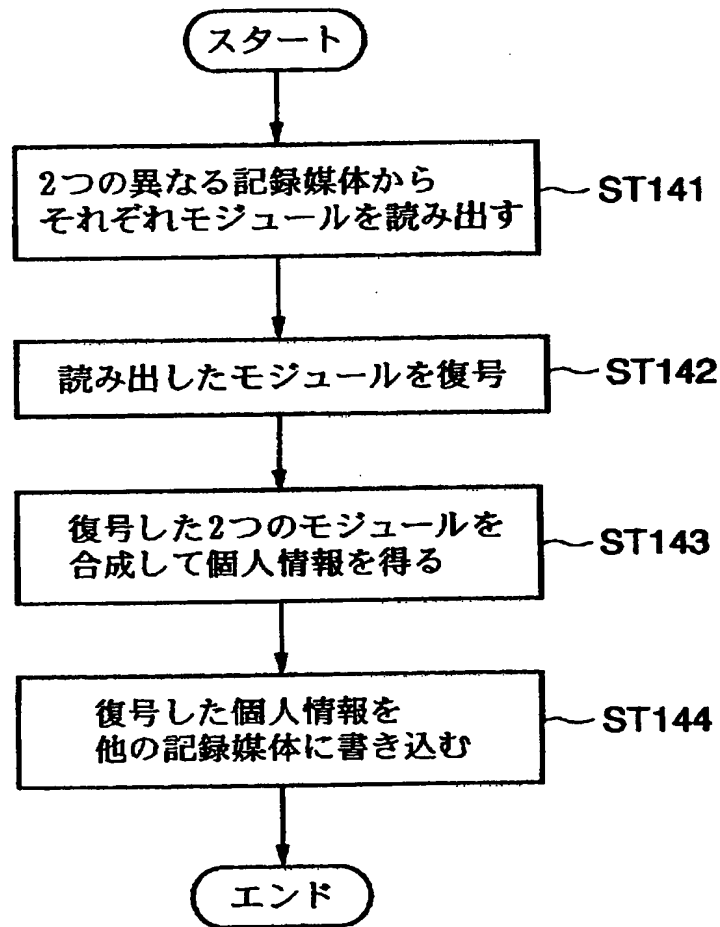 スタート
2つの異なる記録媒体から
それぞれモジュールを読み出す
ST141
読み出したモジュールを復号
ST142
復号した2つのモジュールを
合成して個人情報を得る
ST143
復号した個人情報を
他の記録媒体に書き込む
ST144
エンド